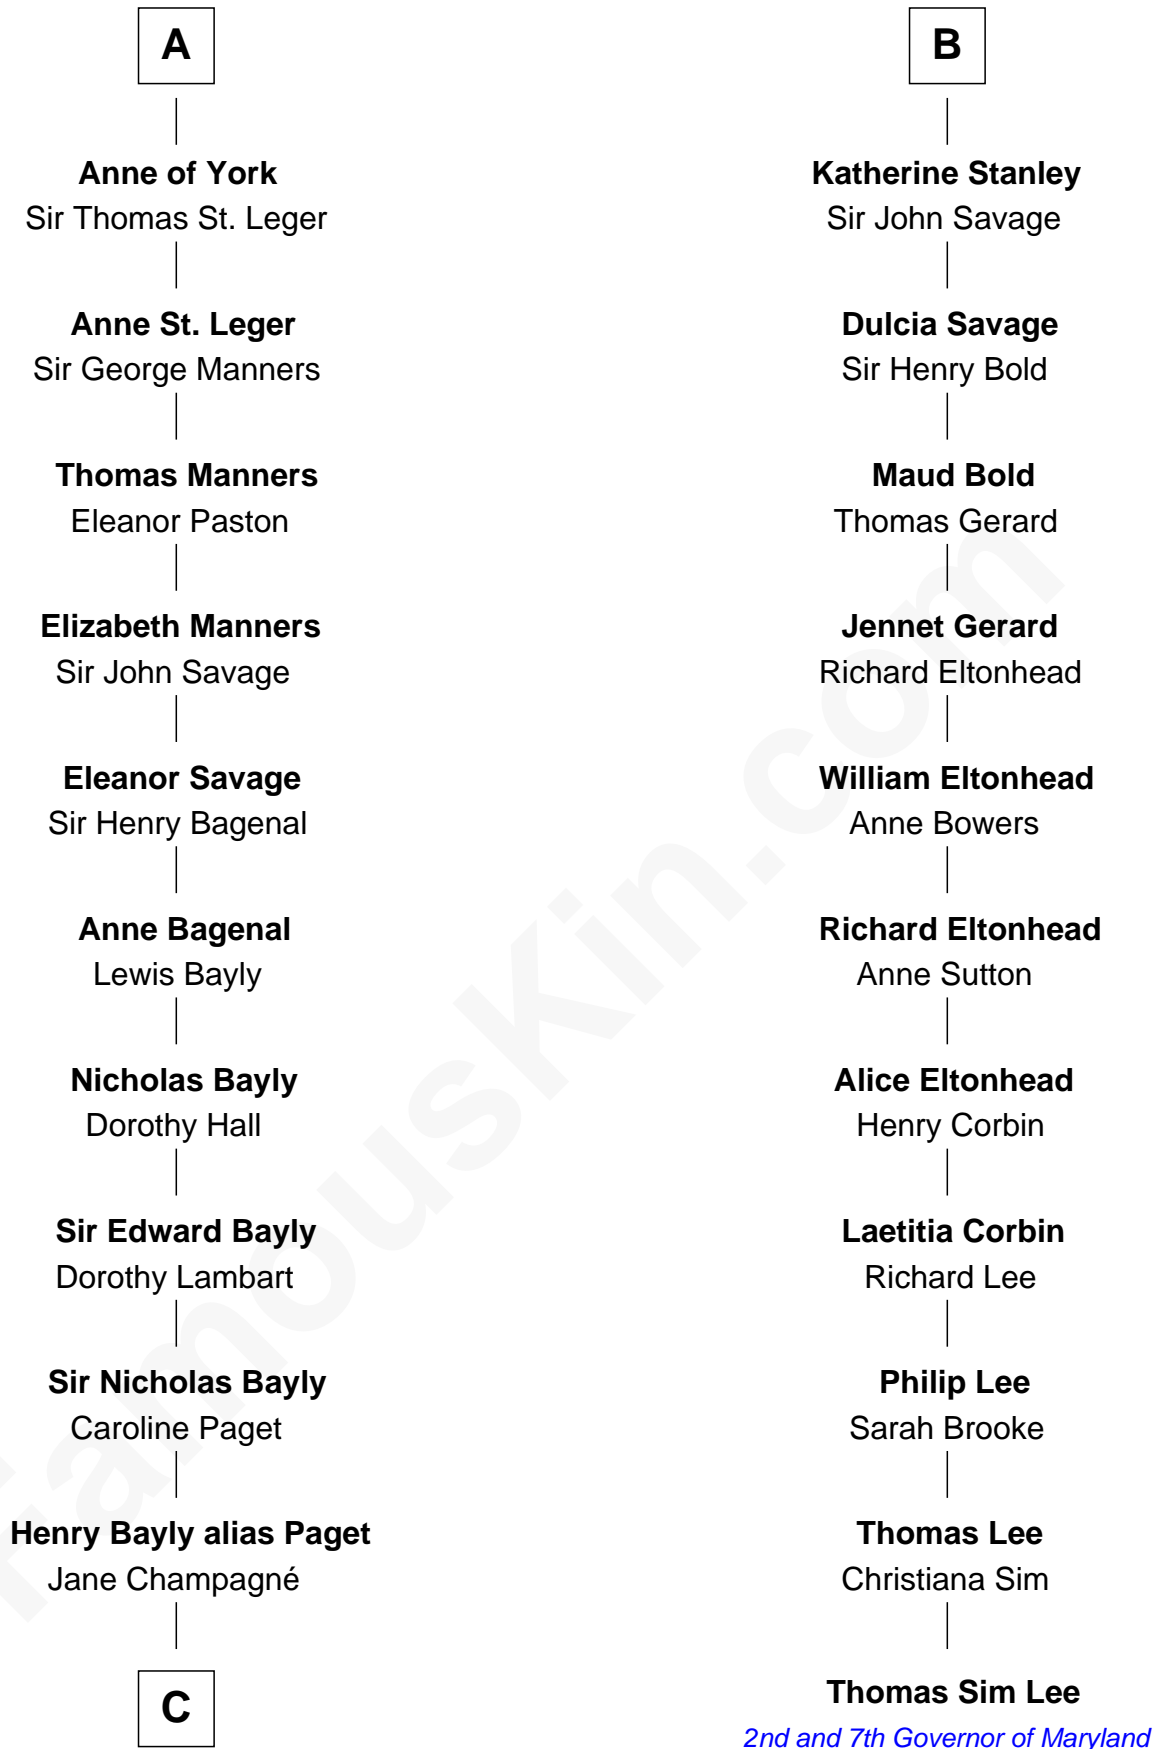 A
Anne of York
Sir Thomas St. Leger
Anne St. Leger
Sir George Manners
Thomas Manners
Eleanor Paston
Elizabeth Manners
Sir John Savage
Eleanor Savage
Sir Henry Bagenal
Anne Bagenal
Lewis Bayly
Nicholas Bayly
Dorothy Hall
Sir Edward Bayly
Dorothy Lambart
Sir Nicholas Bayly
Caroline Paget
Henry Bayly alias Paget
Jane Champagné
C
B
Katherine Stanley
Sir John Savage
Dulcia Savage
Sir Henry Bold
Maud Bold
Thomas Gerard
Jennet Gerard
Richard Eltonhead
William Eltonhead
Anne Bowers
Richard Eltonhead
Anne Sutton
Alice Eltonhead
Henry Corbin
Laetitia Corbin
Richard Lee
Philip Lee
Sarah Brooke
Thomas Lee
Christiana Sim
Thomas Sim Lee
2nd and 7th Governor of Maryland
famouskin.com